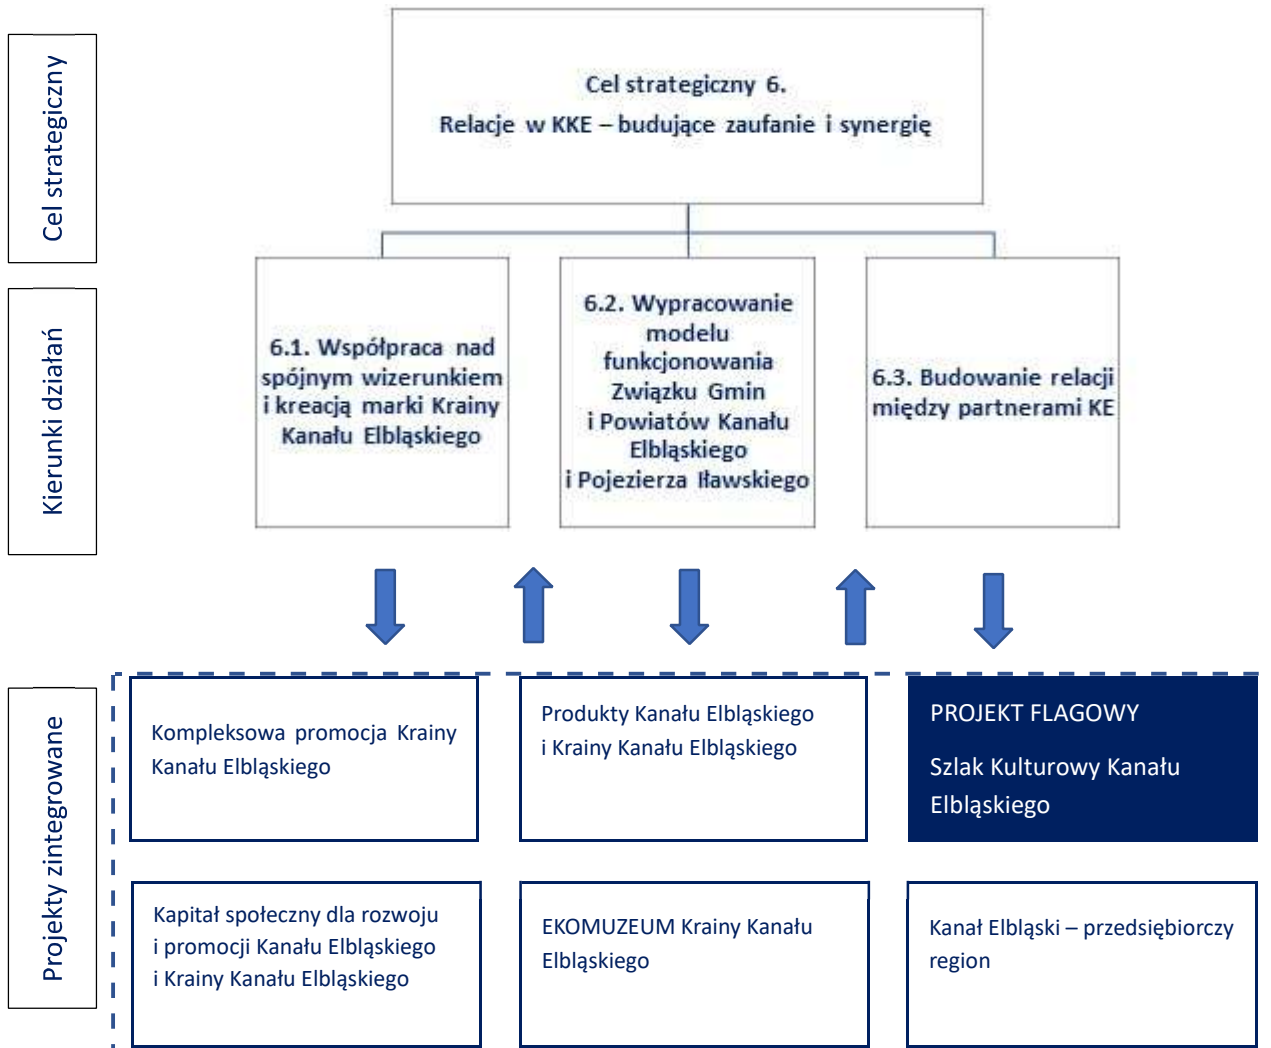 Cel strategiczny
Cel strategiczny 6.
Relacje w KKE – budujące zaufanie i synergię
Kierunki działań
6.1. Współpraca nad
spójnym wizerunkiem
i kreacją marki Krainy
Kanału Elbląskiego
6.2. Wypracowanie
modelu
funkcjonowania
Związku Gmin
i Powiatów Kanału
Elbląskiego
i Pojezierza Iławskiego
6.3. Budowanie relacji
między partnerami KE
Projekty zintegrowane
Kompleksowa promocja Krainy
Kanału Elbląskiego
Produkty Kanału Elbląskiego
i Krainy Kanału Elbląskiego
PROJEKT FLAGOWY
Szlak Kulturowy Kanału
Elbląskiego
Kapitał społeczny dla rozwoju
i promocji Kanału Elbląskiego
i Krainy Kanału Elbląskiego
EKOMUZEUM Krainy Kanału
Elbląskiego
Kanał Elbląski – przedsiębiorczy
region